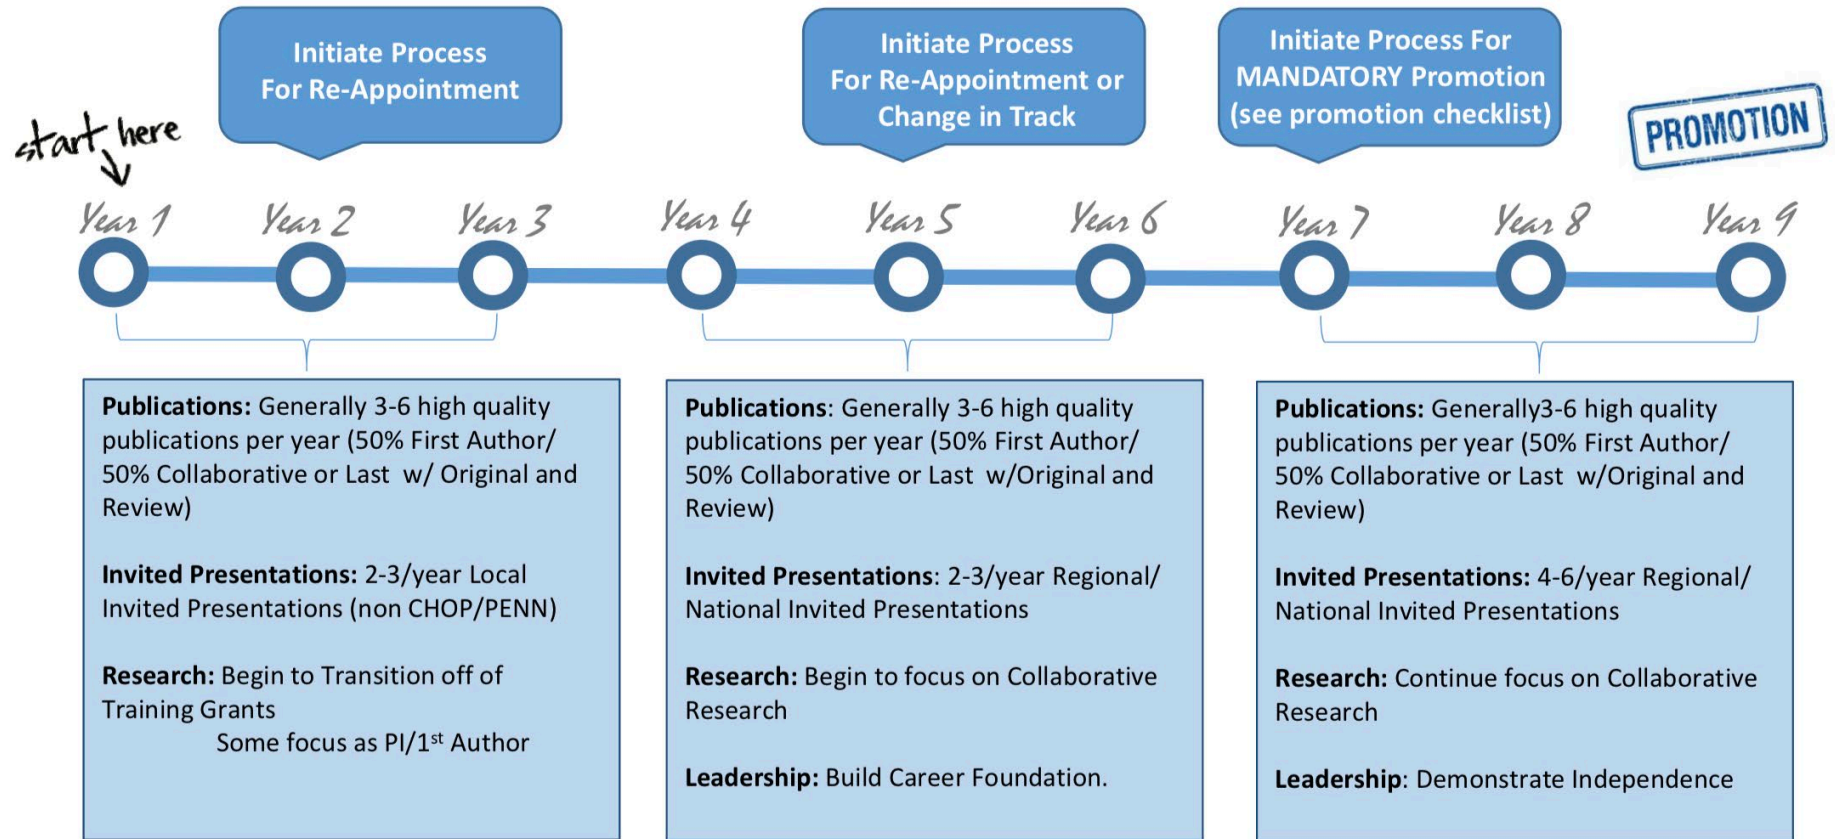 Initiate Process
For Re-Appointment
Initiate Process
For Re-Appointment or
Change in Track
Initiate Process For
MANDATORY Promotion
(see promotion checklist)
start here
PROMOTION
Year 1
Year 2
Year 3
Year 4
Year 5
Year 6
Year 7
Year 8
Year 9
Publications: Generally 3-6 high quality
publications per year (50% First Author/
50% Collaborative or Last w/ Original and
Review)
Invited Presentations: 2-3/year Local
Invited Presentations (non CHOP/PENN)
Research: Begin to Transition off of
Training Grants
Some focus as PI/1st Author
Publications: Generally 3-6 high quality
publications per year (50% First Author/
50% Collaborative or Last w/Original and
Review)
Invited Presentations: 2-3/year Regional/
National Invited Presentations
Research: Begin to focus on Collaborative
Research
Leadership: Build Career Foundation.
Publications: Generally3-6 high quality
publications per year (50% First Author/
50% Collaborative or Last w/Original and
Review)
Invited Presentations: 4-6/year Regional/
National Invited Presentations
Research: Continue focus on Collaborative
Research
Leadership: Demonstrate Independence